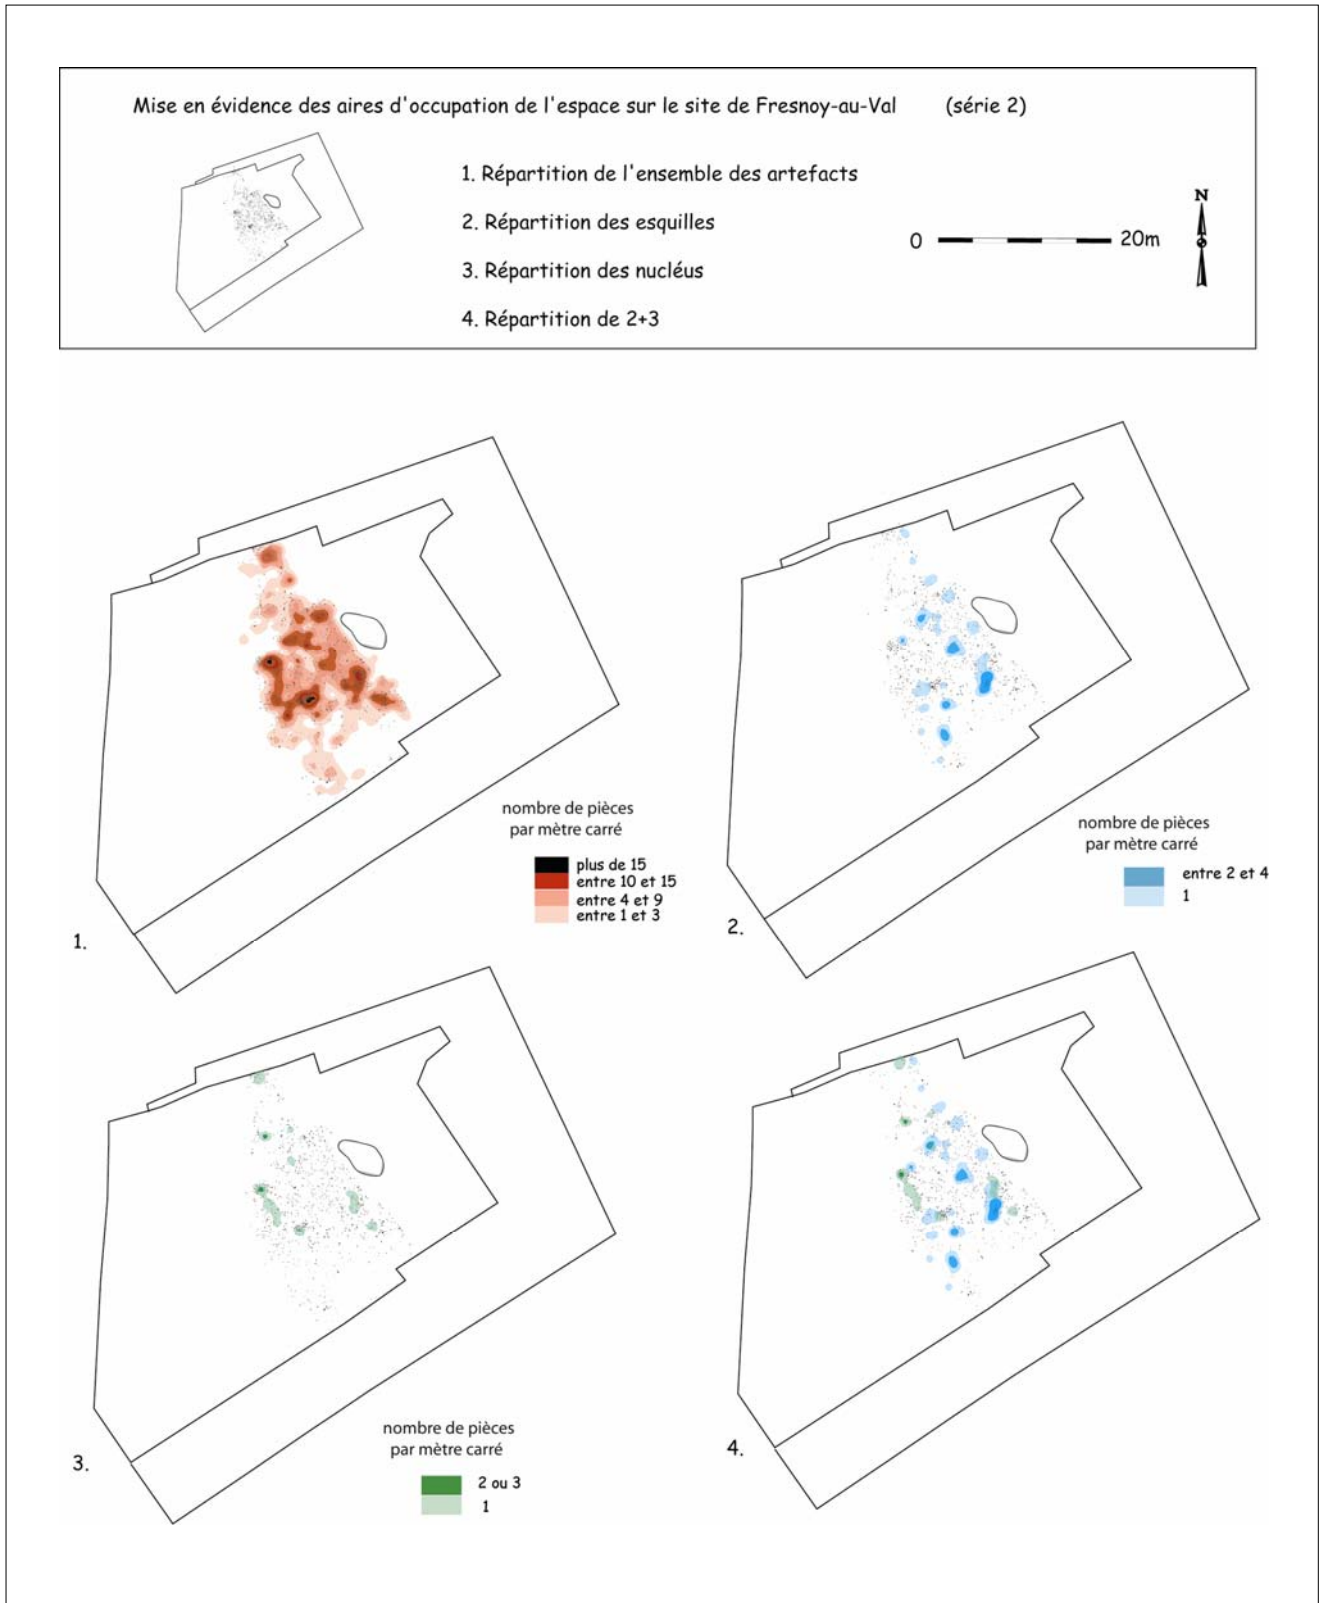 Mise en évidence des aires d'occupation de l'espace sur le site de Fresnoy-au-Val (série 2)
1. Répartition de l'ensemble des artefacts
2. Répartition des esquilles
3. Répartition des nucléus
4. Répartition de 2+3
0 20m
N
nombre de pièces
par mètre carré
plus de 15
entre 10 et 15
entre 4 et 9
entre 1 et 3
1.
nombre de pièces
par mètre carré
entre 2 et 4
1
2.
nombre de pièces
par mètre carré
2 ou 3
1
3.
4.